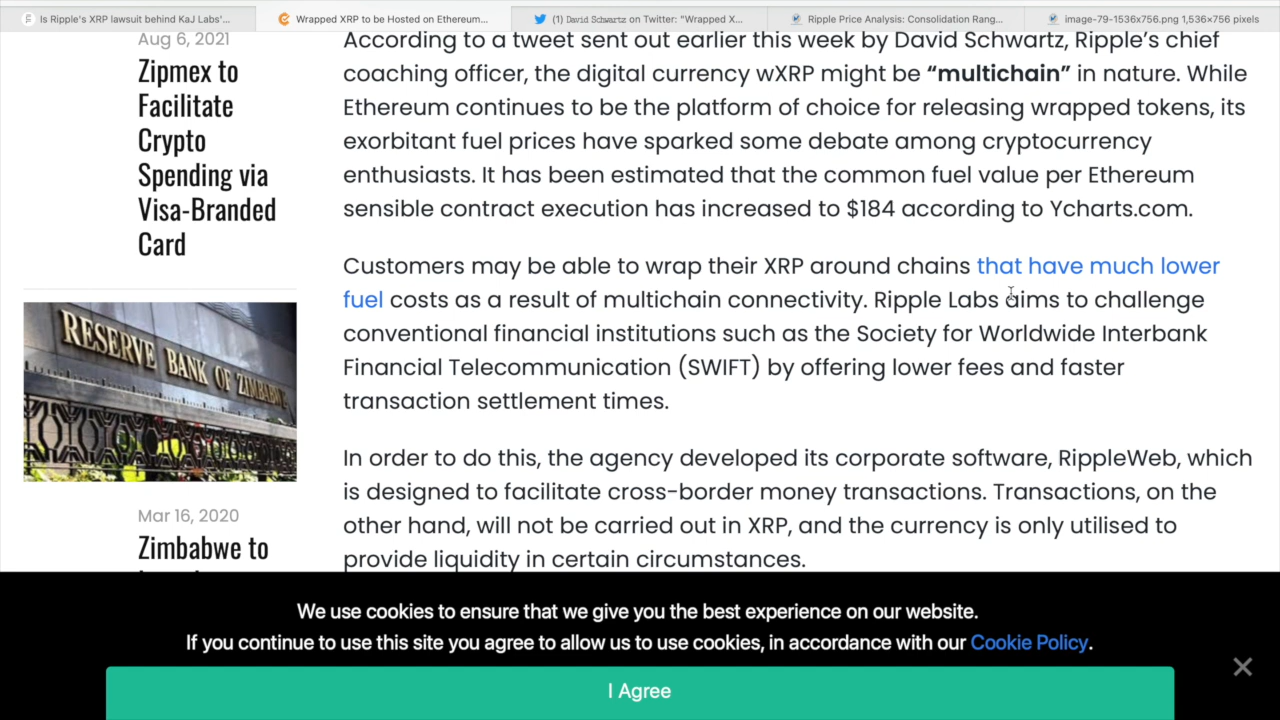 Is Ripple's XRP lawsuit behind KaJ Labs'...
Wrapped XRP to be Hosted on Ethereum...
(1) David Schwartz on Twitter: "Wrapped X...
Ripple Price Analysis: Consolidation Rang...
image-79-1536x756.png 1,536×756 pixels
Aug 6, 2021
Zipmex to
Facilitate
Crypto
Spending via
Visa-Branded
Card
RESERVE BANK OF ZIMBABWE
Mar 16, 2020
Zimbabwe to
According to a tweet sent out earlier this week by David Schwartz, Ripple's chief
coaching officer, the digital currency wXRP might be “multichain” in nature. While
Ethereum continues to be the platform of choice for releasing wrapped tokens, its
exorbitant fuel prices have sparked some debate among cryptocurrency
enthusiasts. It has been estimated that the common fuel value per Ethereum
sensible contract execution has increased to $184 according to Ycharts.com.
Customers may be able to wrap their XRP around chains that have much lower
fuel costs as a result of multichain connectivity. Ripple Labs aims to challenge
conventional financial institutions such as the Society for Worldwide Interbank
Financial Telecommunication (SWIFT) by offering lower fees and faster
transaction settlement times.
In order to do this, the agency developed its corporate software, RippleWeb, which
is designed to facilitate cross-border money transactions. Transactions, on the
other hand, will not be carried out in XRP, and the currency is only utilised to
provide liquidity in certain circumstances.
We use cookies to ensure that we give you the best experience on our website.
If you continue to use this site you agree to allow us to use cookies, in accordance with our Cookie Policy.
I Agree